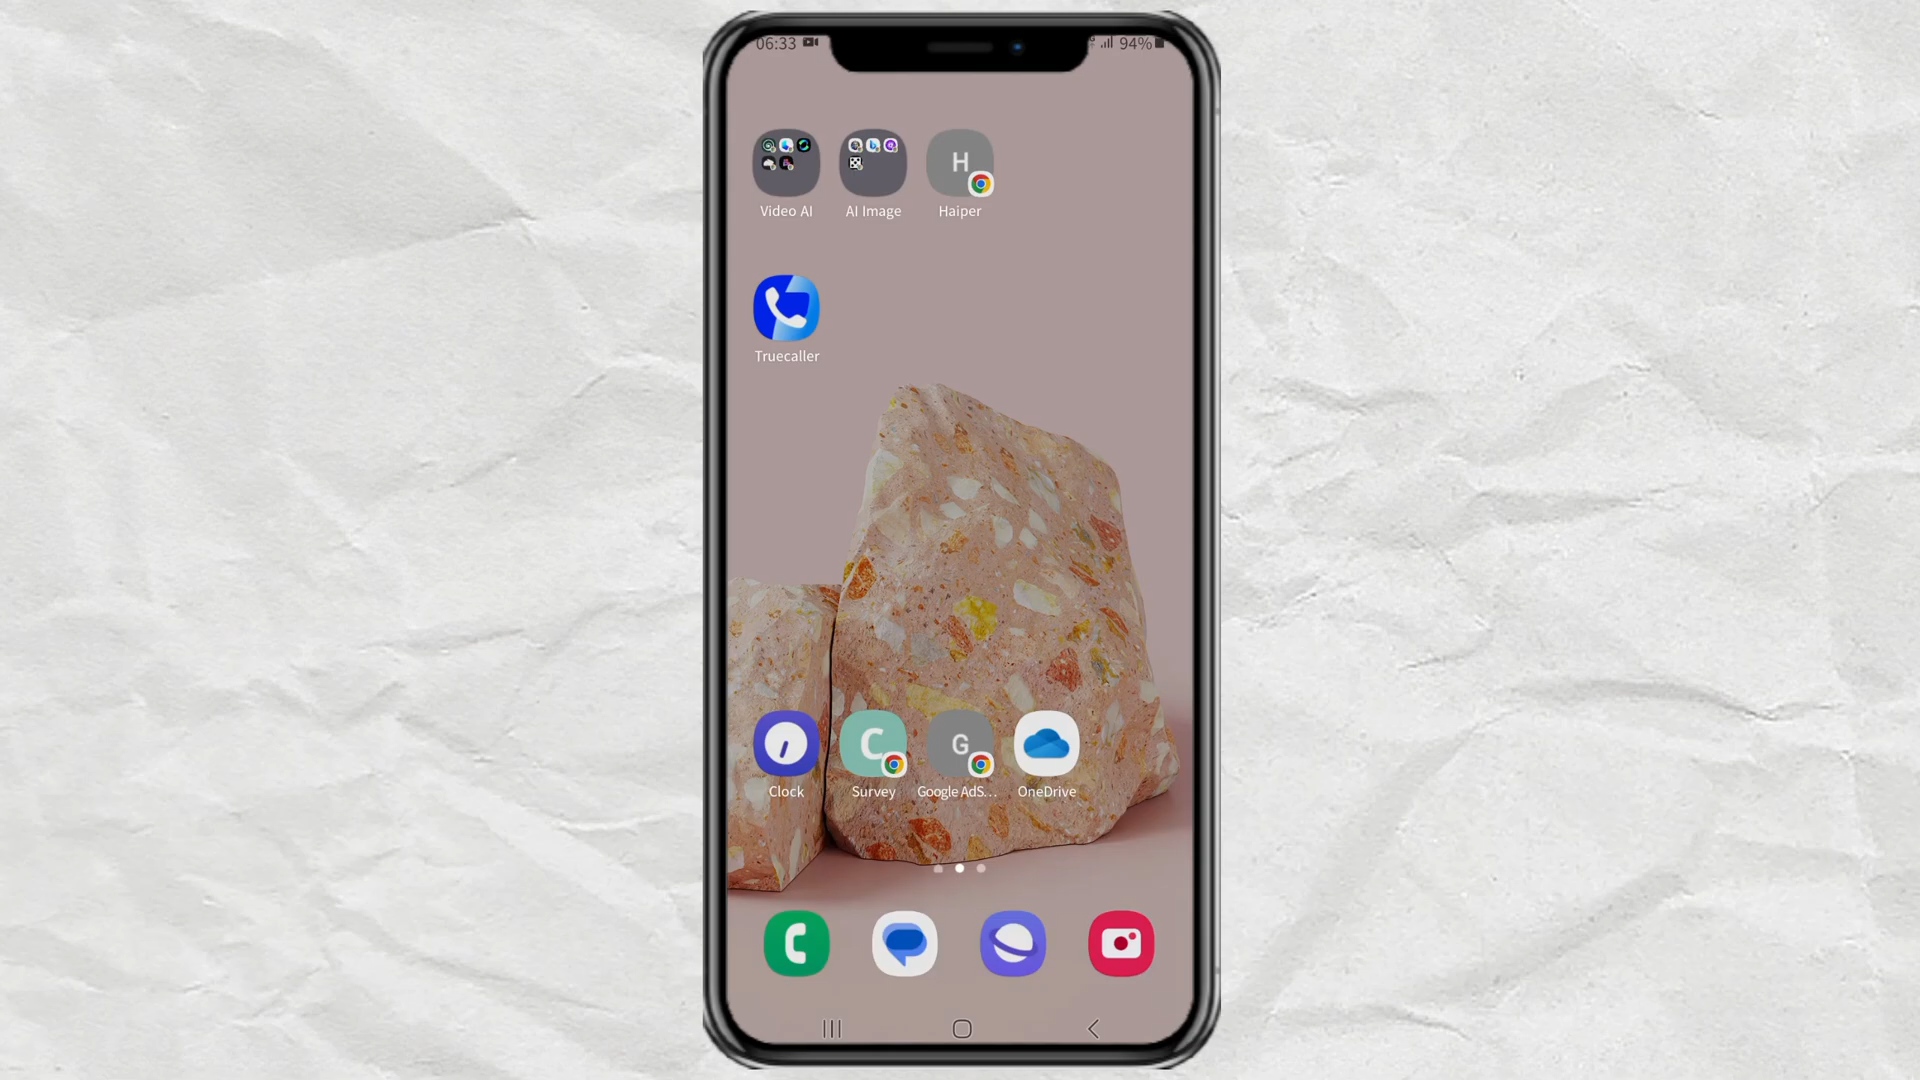 06:33
94%
H
Video AI
AI Image
Haiper
Truecaller
C
G
Clock
Survey
Google AdS...
OneDrive